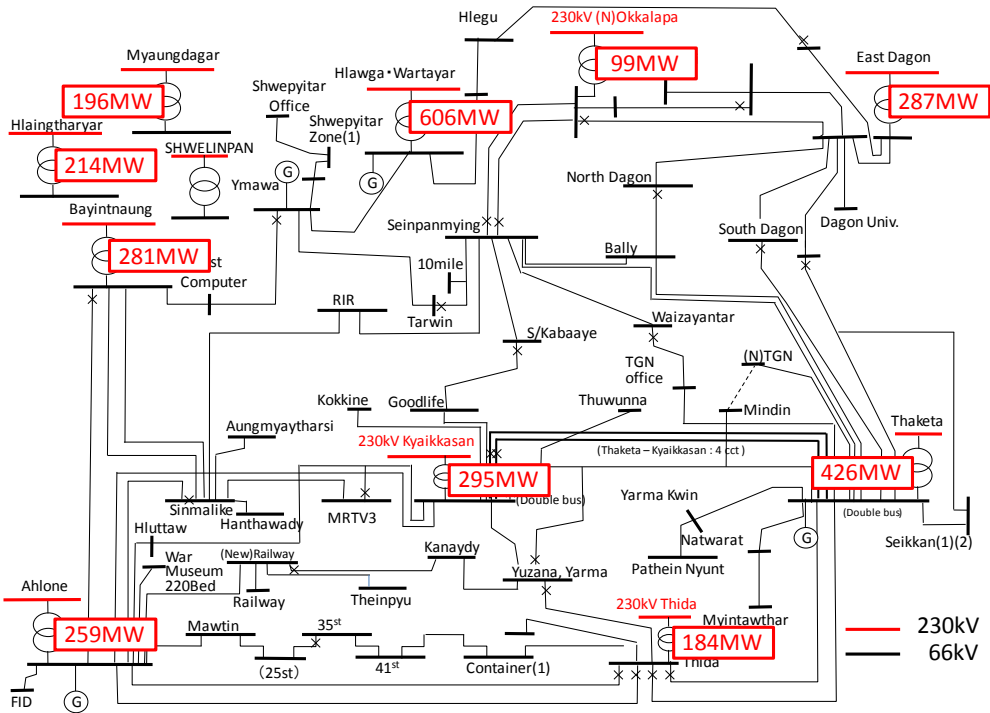 Hlegu
230kV (N)Okkalapa
99MW
East Dagon
287MW
Myaungdagar
196MW
Hlawga・Wartayar
606MW
Shwepyitar
Office
Shwepyitar
Zone(1)
G
G
Ymawa
Hlaingtharyar
214MW
SHWELINPAN
Bayintnaung
281MW
st
Computer
North Dagon
Dagon Univ.
South Dagon
Seinpanmying
Bally
10mile
Tarwin
RIR
S/Kabaaye
Waizayantar
TGN
office
(N)TGN
Mindin
Thuwunna
Kokkine
Goodlife
Aungmyaytharsi
230kV Kyaikkasan
295MW
(Double bus)
(Thaketa – Kyaikkasan : 4 cct )
Thaketa
426MW
(Double bus)
G
Seikkan(1)(2)
Yarma Kwin
Natwarat
Pathein Nyunt
Myintawthar
Sinmalike
Hanthawady
MRTV3
Hluttaw
War
Museum
220Bed
(New)Railway
Railway
Theinpyu
Kanaydy
Yuzana, Yarma
230kV Thida
184MW
Thida
Ahlone
259MW
FID
G
Mawtin
(25st)
35st
41st
Container(1)
230kV
66kV